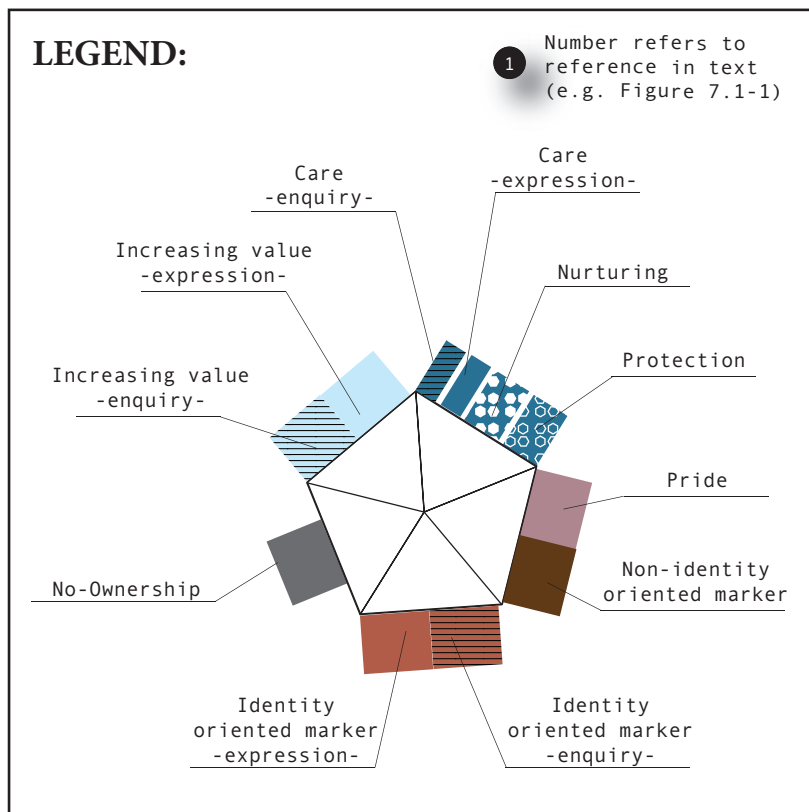 LEGEND:
1
Number refers to
reference in text
(e.g. Figure 7.1-1)
Care
-enquiry-
Care
-expression-
Increasing value
-expression-
Nurturing
Increasing value
-enquiry-
Protection
Pride
No-Ownership
Non-identity
oriented marker
Identity
oriented marker
-expression-
Identity
oriented marker
-enquiry-